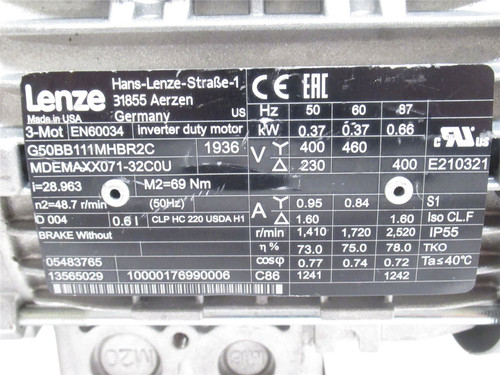 Lenze
Made in USA
Hans-Lenze-Straße-1
31855 Aerzen
Germany US
CE EAC
3-Mot EN60034 Inverter duty motor
G50BB111MHBR2C 1936
MDEMAXX071-32C0U
i=28.963 M2=69 Nm
n2=48.7 r/min (50Hz)
D 004 0.6 l CLP HC 220 USDA H1
BRAKE Without
05483765
13565029 10000176990006
Hz 50 60 87
kW 0.37 0.37 0.66
V Y 400 460
Δ 230 400
A Y 0.95 0.84
Δ 1.60 1.60
r/min 1,410 1,720 2,520
η % 73.0 75.0 78.0
cosφ 0.77 0.74 0.72
C86 1241 1242
c RU US
E210321
S1
Iso CL.F
IP55
TKO
Ta≤40°C
M20